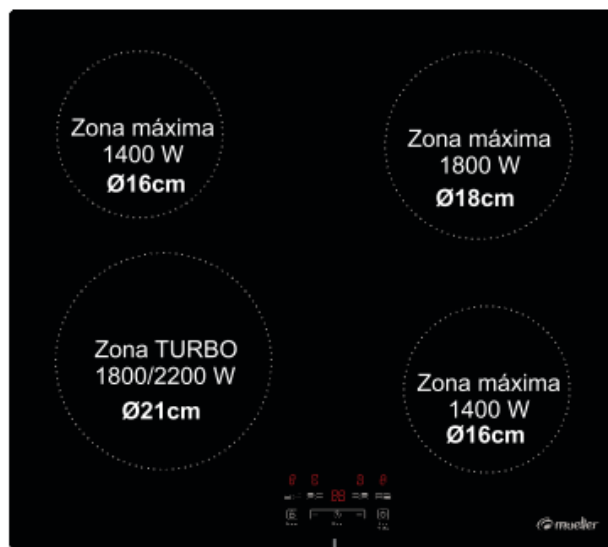 Zona máxima
1400 W
Ø16cm
Zona máxima
1800 W
Ø18cm
Zona TURBO
1800/2200 W
Ø21cm
Zona máxima
1400 W
Ø16cm
mueller